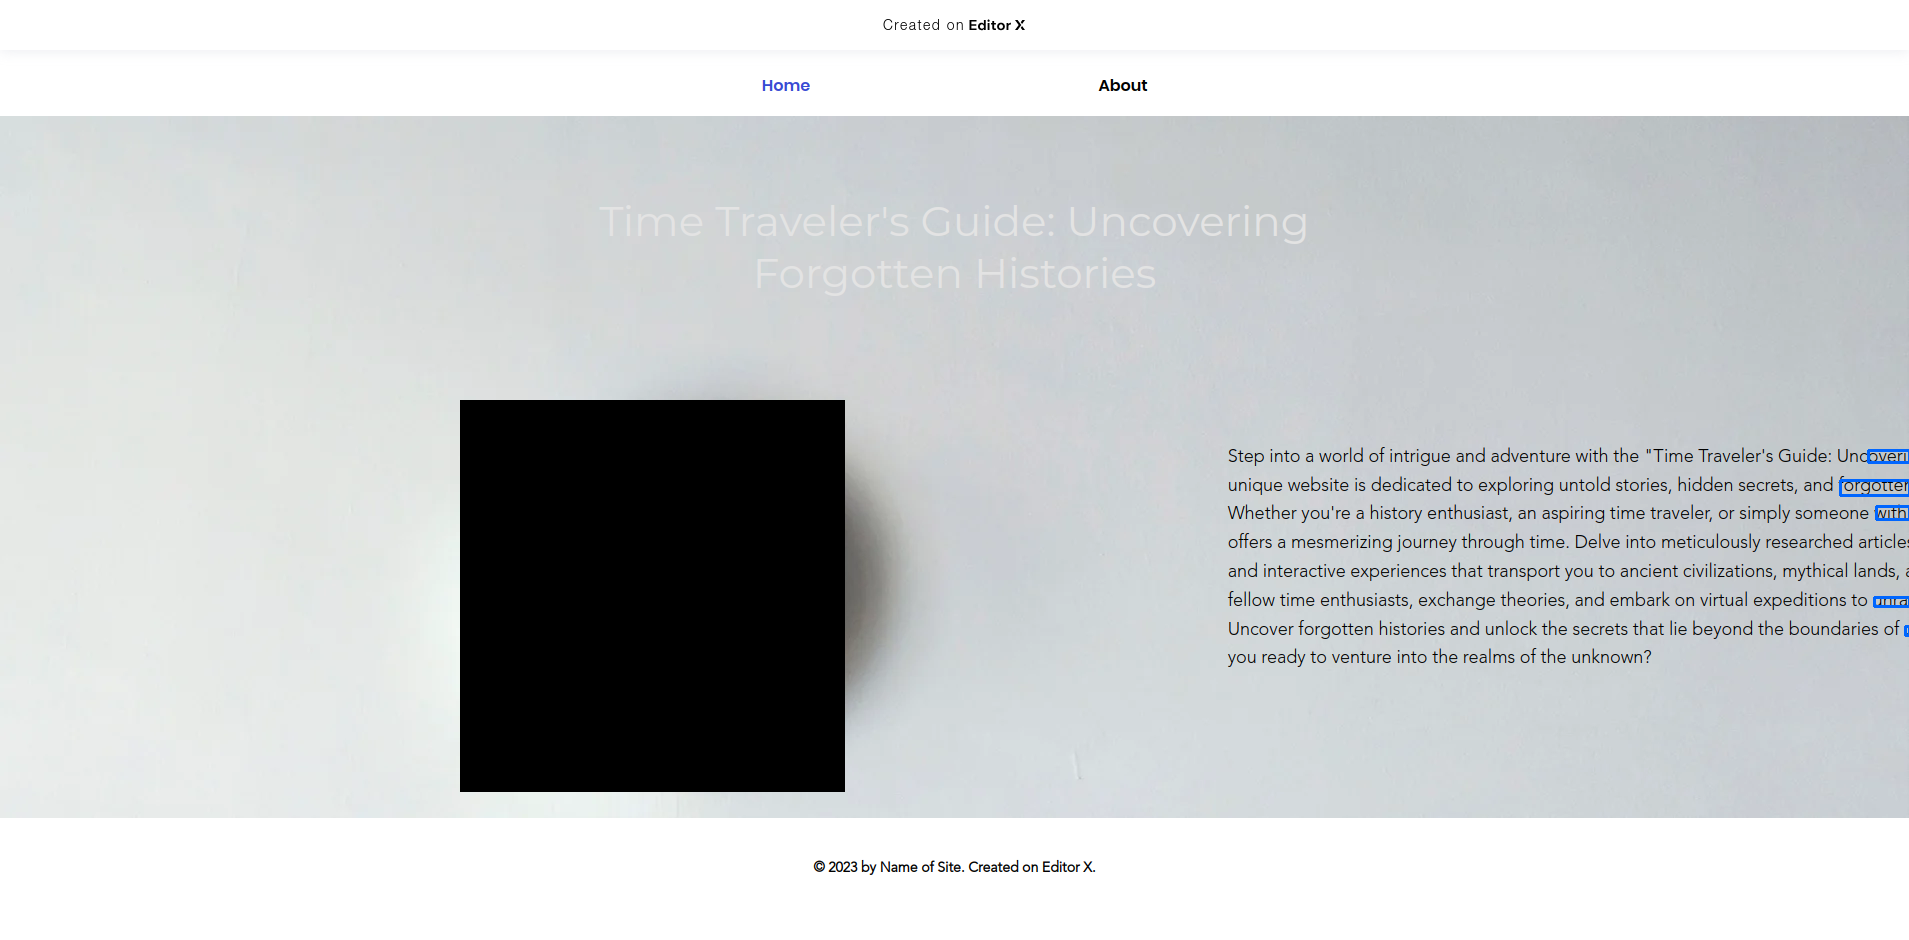 Created on Editor X
Home
About
Time Traveler's Guide: Uncovering
Forgotten Histories
Step into a world of intrigue and adventure with the "Time Traveler's Guide:
unique website is dedicated to exploring untold stories, hidden secrets, and
Whether you're a history enthusiast, an aspiring time traveler, or simply someone with
offers a mesmerizing journey through time. Delve into meticulously researched
and interactive experiences that transport you to ancient civilizations, mythical lands,
fellow time enthusiasts, exchange theories, and embark on virtual expeditions to
Uncover forgotten histories and unlock the secrets that lie beyond the boundaries of
you ready to venture into the realms of the unknown?
© 2023 by Name of Site. Created on Editor X.